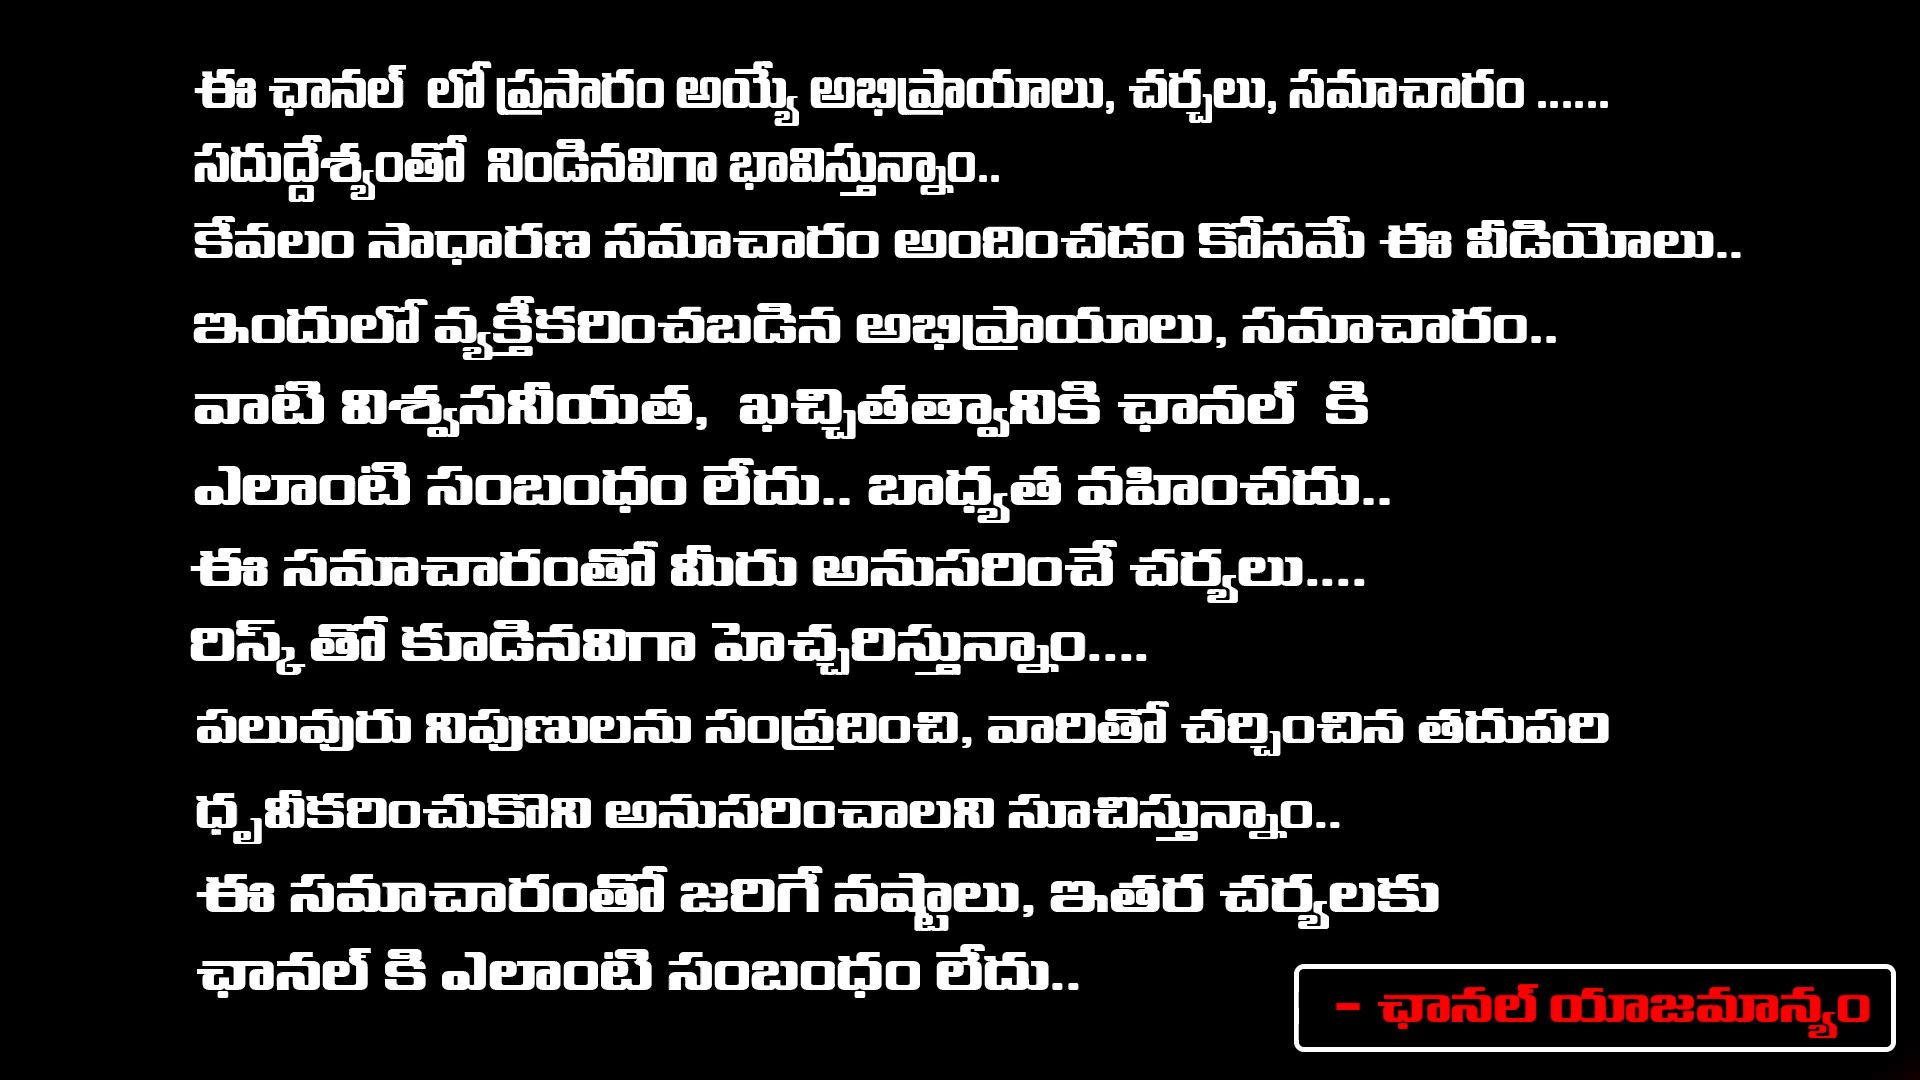 ఈ ఛానల్ లో ప్రసారం అయ్యే అభిప్రాయాలు, చర్చలు, సమాచారం ......
సదుద్దేశ్యంతో నిండినవిగా భావిస్తున్నాం..
కేవలం సాధారణ సమాచారం అందించడం కోసమే ఈ వీడియోలు..
ఇందులో వ్యక్తీకరించబడిన అభిప్రాయాలు, సమాచారం..
వాటి విశ్వసనీయత, ఖచ్చితత్వానికి ఛానల్ కి
ఎలాంటి సంబంధం లేదు.. బాధ్యత వహించదు..
ఈ సమాచారంతో మీరు అనుసరించే చర్యలు....
రిస్క్ తో కూడినవిగా హెచ్చరిస్తున్నాం....
పలువురు నిపుణులను సంప్రదించి, వారితో చర్చించిన తదుపరి
ధృవీకరించుకొని అనుసరించాలని సూచిస్తున్నాం..
ఈ సమాచారంతో జరిగే నష్టాలు, ఇతర చర్యలకు
ఛానల్ కి ఎలాంటి సంబంధం లేదు..
- ఛానల్ యాజమాన్యం